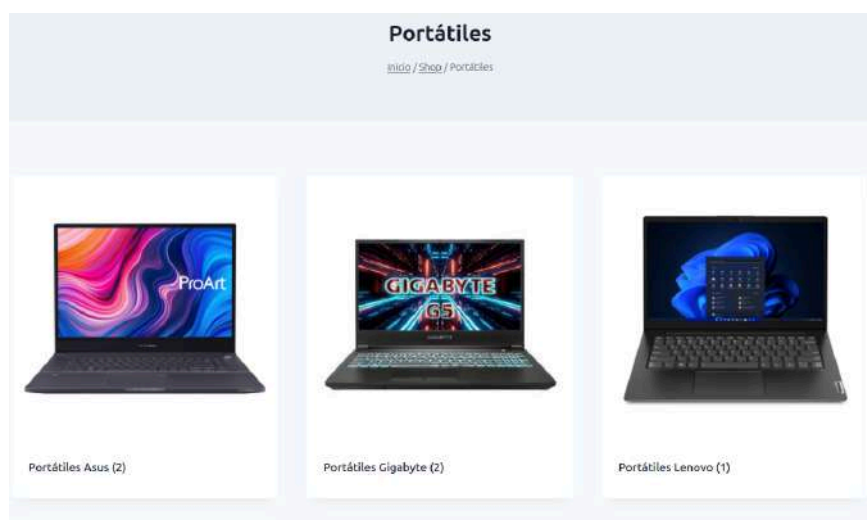 Portátiles
Inicio / Shop / Portátiles
ProArt
GIGABYTE
G5
Portátiles Asus (2)
Portátiles Gigabyte (2)
Portátiles Lenovo (1)